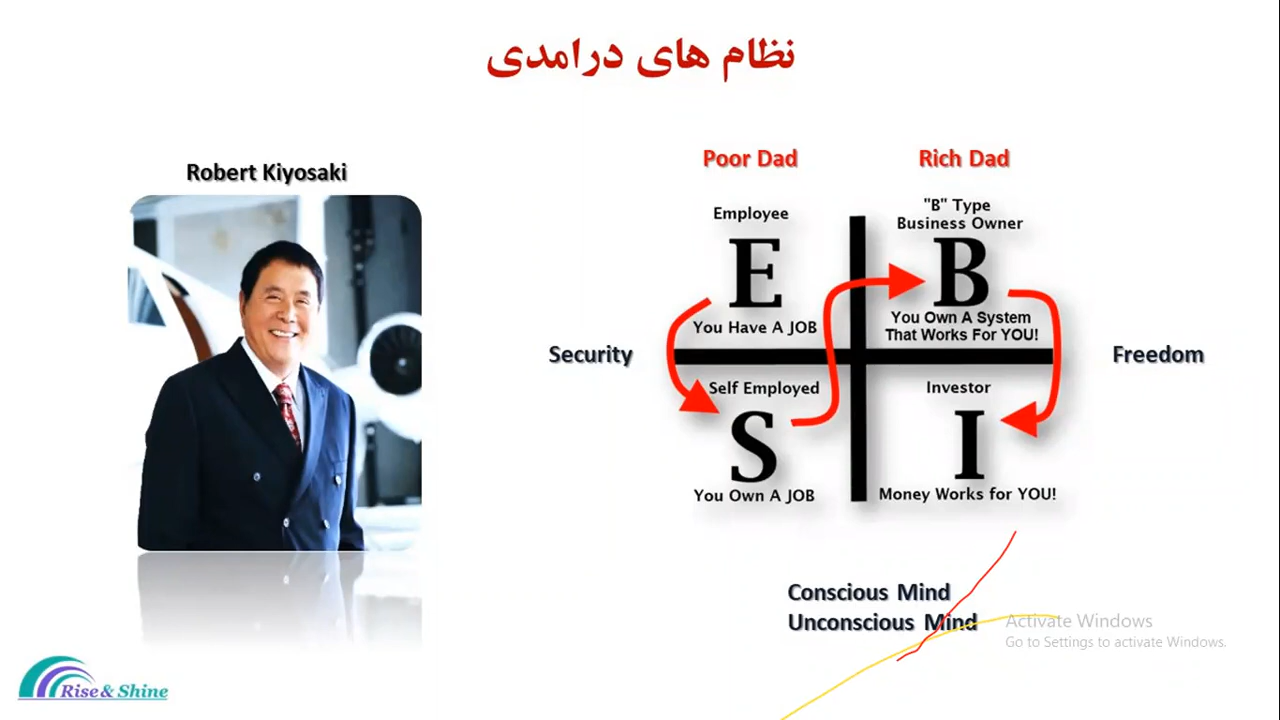 نظام های درامدی
Robert Kiyosaki
Poor Dad
Rich Dad
Employee
E
You Have A JOB
"B" Type
Business Owner
B
You Own A System
That Works For YOU!
Security
Freedom
Self Employed
S
You Own A JOB
Investor
I
Money Works for YOU!
Conscious Mind
Unconscious Mind
Activate Windows
Go to Settings to activate Windows.
Rise & Shine